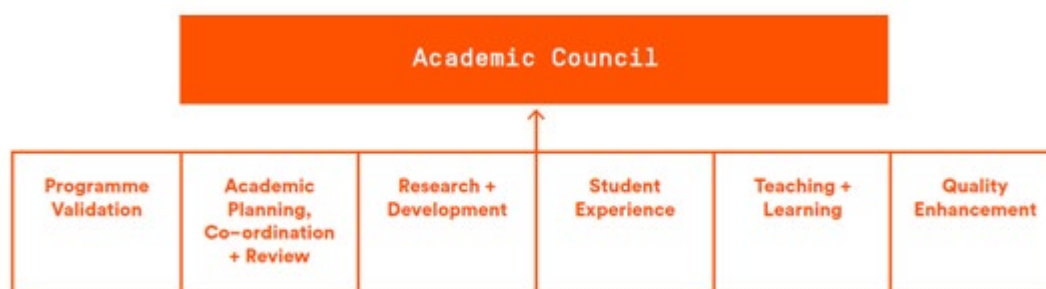 Academic Council
Programme
Validation
Academic
Planning,
Co-ordination
+ Review
Research +
Development
Student
Experience
Teaching +
Learning
Quality
Enhancement